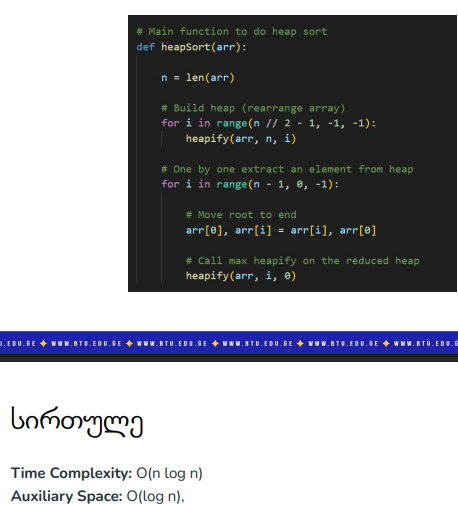 # Main function to do heap sort
def heapSort(arr):
n = len(arr)
# Build heap (rearrange array)
for i in range(n // 2 - 1, -1, -1):
heapify(arr, n, i)
# One by one extract an element from heap
for i in range(n - 1, 0, -1):
# Move root to end
arr[0], arr[i] = arr[i], arr[0]
# Call max heapify on the reduced heap
heapify(arr, i, 0)
U.EDU.GE WWW.BTU.EDU.GE WWW.BTU.EDU.GE WWW.BTU.EDU.GE WWW.BTU.EDU.GE WWW.BTU.EDU.G
სირთულე
Time Complexity: O(n log n)
Auxiliary Space: O(log n),